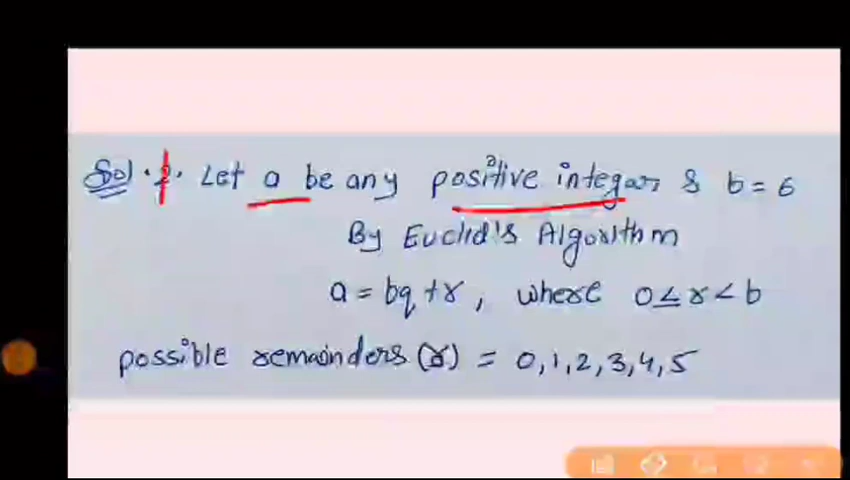 Sol. 2. Let a be any positive integar & b = 6
By Euclid's Algorithm
a = bq + r, where 0 ≤ r < b
possible remainders (r) = 0, 1, 2, 3, 4, 5